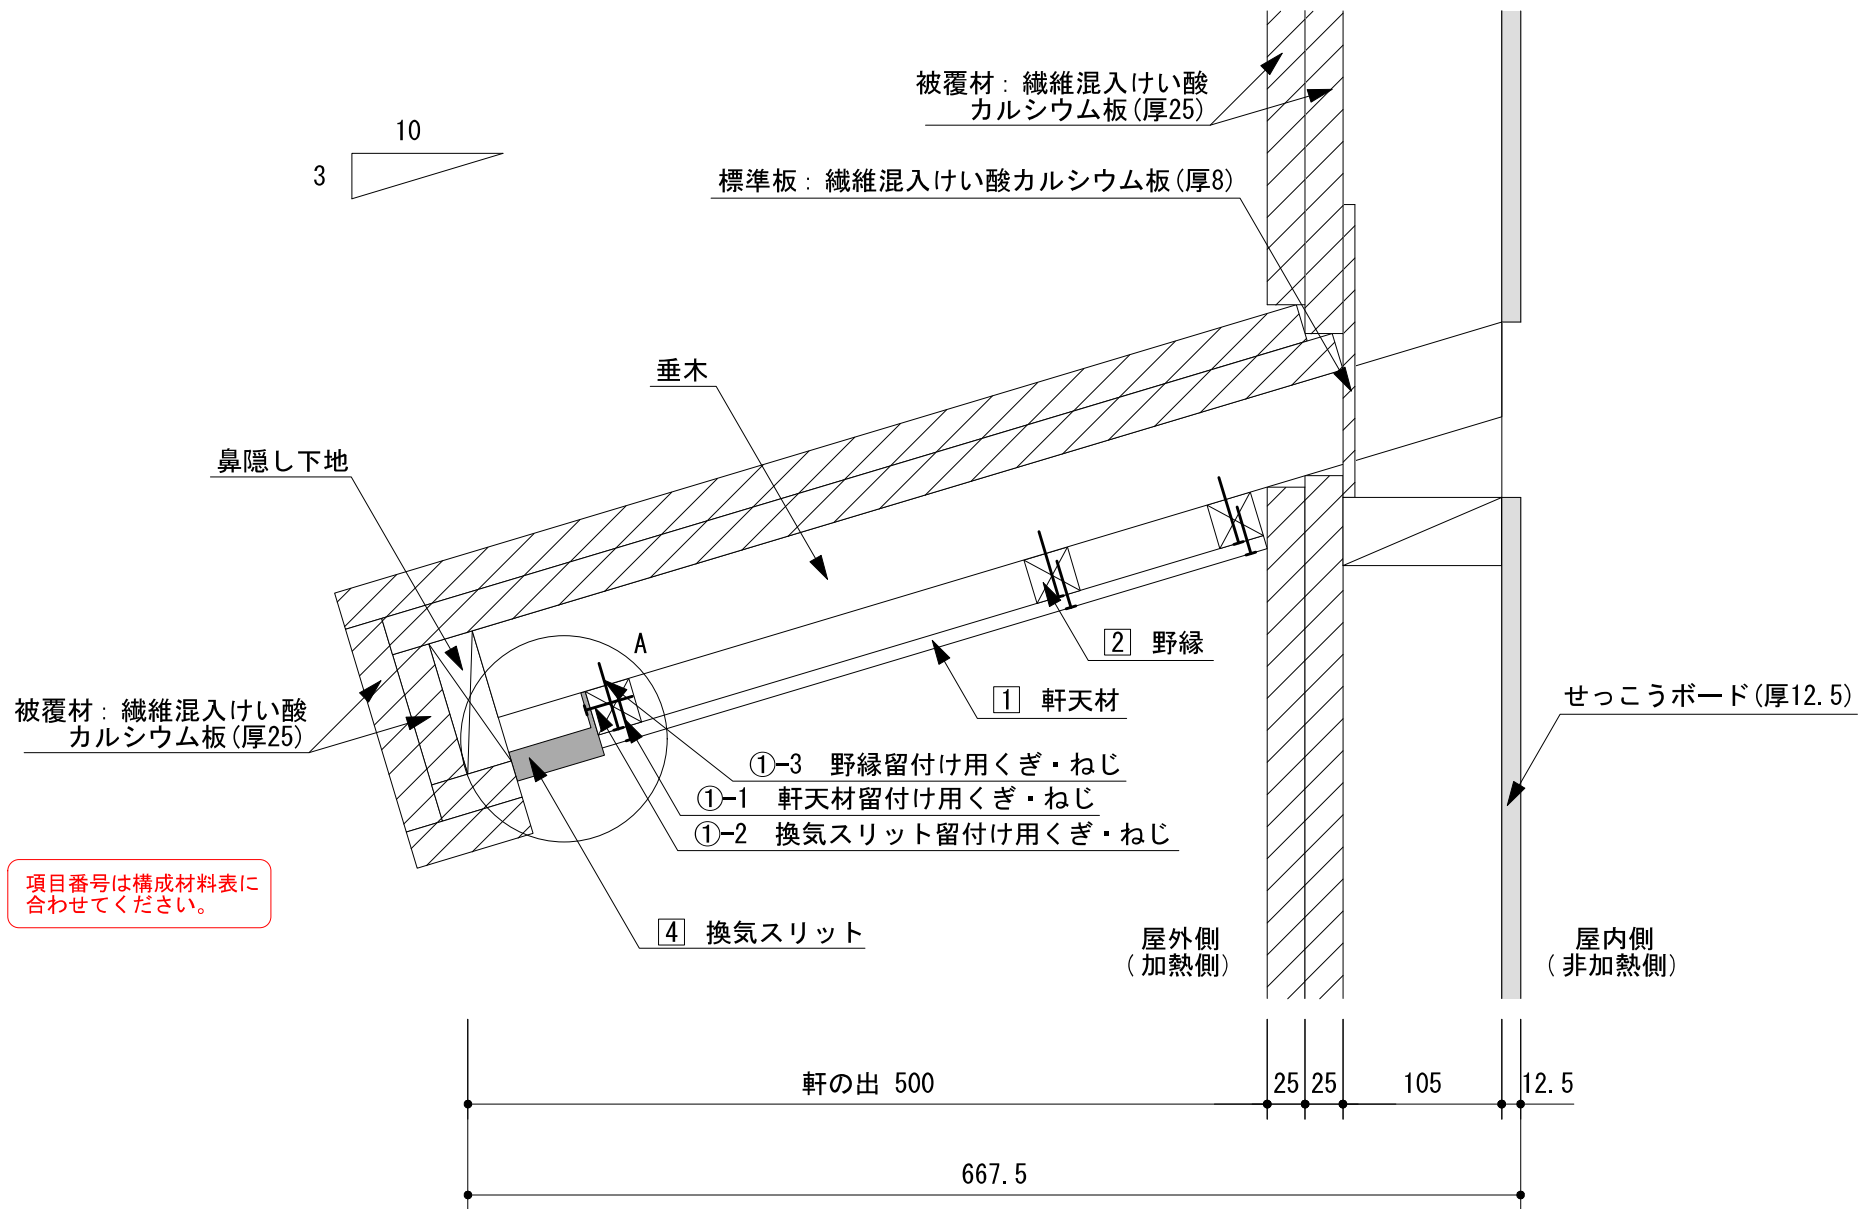 被覆材：繊維混入けい酸
カルシウム板(厚25)
10
3
標準板：繊維混入けい酸カルシウム板(厚8)
垂木
鼻隠し下地
A
2 野縁
1 軒天材
せっこうボード(厚12.5)
被覆材：繊維混入けい酸
カルシウム板(厚25)
①-3 野縁留付け用くぎ・ねじ
①-1 軒天材留付け用くぎ・ねじ
①-2 換気スリット留付け用くぎ・ねじ
項目番号は構成材料表に
合わせてください。
4 換気スリット
屋外側
(加熱側)
屋内側
(非加熱側)
軒の出 500
25
25
105
12.5
667.5